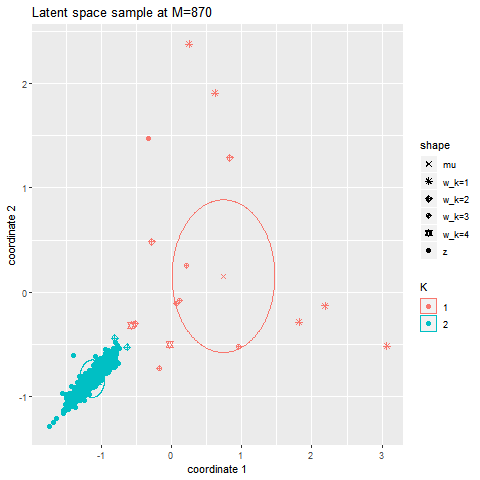 Latent space sample at M=870
coordinate 2
2
1
0
-1
-1
0
1
2
3
coordinate 1
shape
mu
w_k=1
w_k=2
w_k=3
w_k=4
z
K
1
2